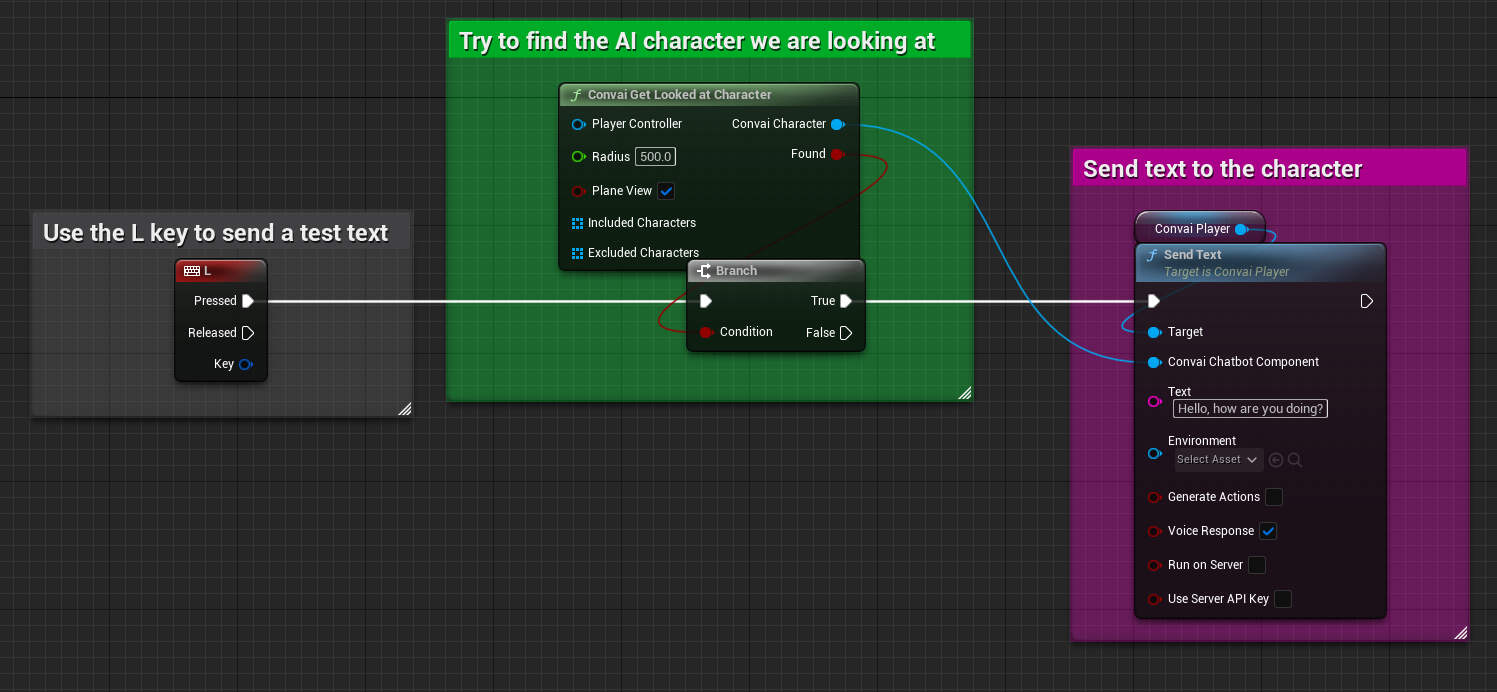 Try to find the AI character we are looking at
Convai Get Looked at Character
Player Controller
Convai Character
Radius 500.0
Found
Plane View
Included Characters
Excluded Characters
Branch
True
Condition
False
Use the L key to send a test text
L
Pressed
Released
Key
Send text to the character
Convai Player
Send Text
Target is Convai Player
Target
Convai Chatbot Component
Text
Hello, how are you doing?
Environment
Select Asset
Generate Actions
Voice Response
Run on Server
Use Server API Key